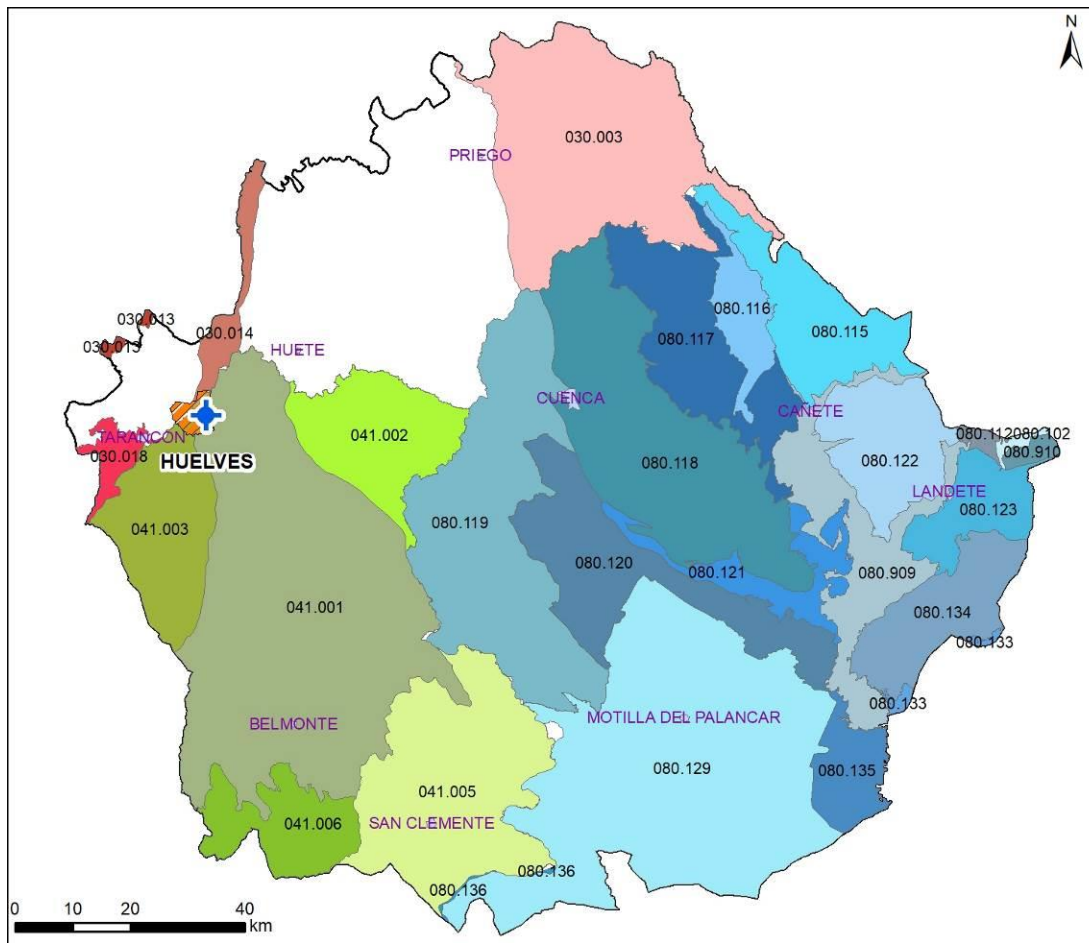 N
030.003
PRIEGO
080.116
080.115
080.117
030.013
030.013
030.014
HUETE
CUENCA
CAÑETE
041.002
080.112
080.102
080.910
TARANCÓN
HUELVES
030.018
080.118
080.122
LANDETE
080.123
041.003
080.119
080.120
080.121
080.909
041.001
080.134
080.133
080.133
BELMONTE
MOTILLA DEL PALANCAR
080.129
080.135
041.005
041.006
SAN CLEMENTE
080.136
080.136
0 10 20 40
km